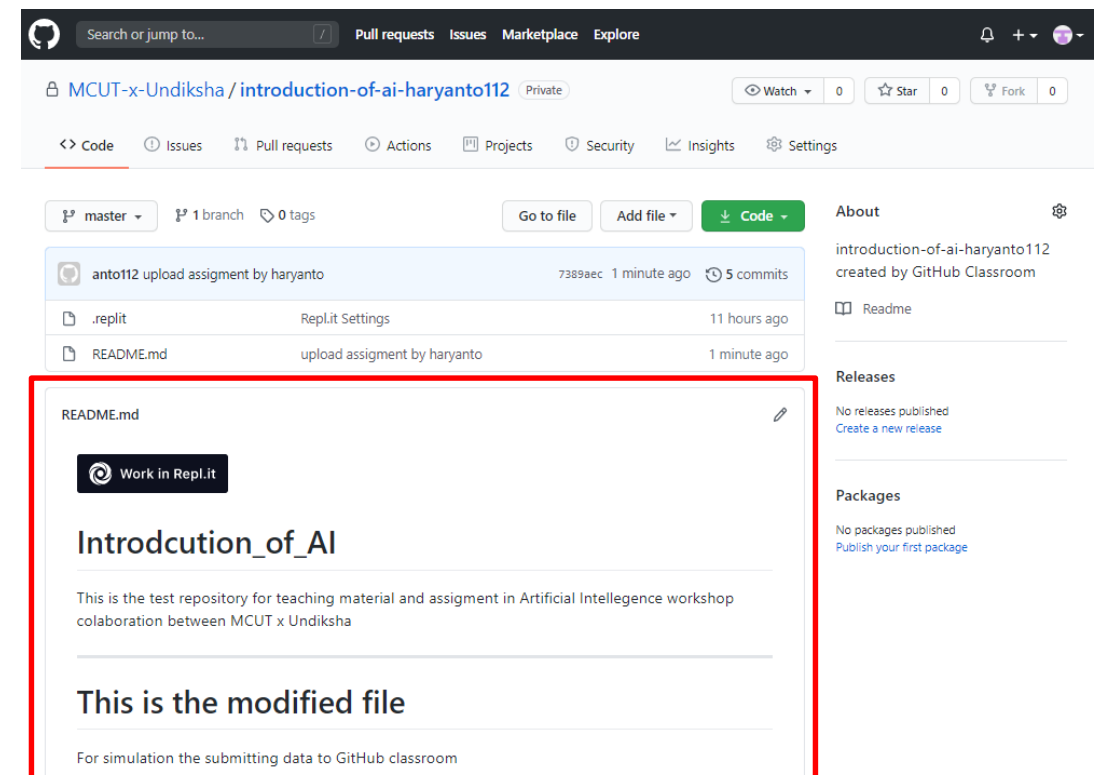 Search or jump to... / Pull requests Issues Marketplace Explore
MCUT-x-Undiksha / introduction-of-ai-haryanto112 Private Watch 0 Star 0 Fork 0
<> Code Issues Pull requests Actions Projects Security Insights Settings
master 1 branch 0 tags Go to file Add file Code
About
anto112 upload assigment by haryanto 7389aec 1 minute ago 5 commits
introduction-of-ai-haryanto112
created by GitHub Classroom
.replit Repl.it Settings 11 hours ago
Readme
README.md upload assigment by haryanto 1 minute ago
Releases
No releases published
Create a new release
Packages
No packages published
Publish your first package
README.md
Work in Repl.it
Introdcution_of_AI
This is the test repository for teaching material and assigment in Artificial Intellegence workshop
colaboration between MCUT x Undiksha
This is the modified file
For simulation the submitting data to GitHub classroom